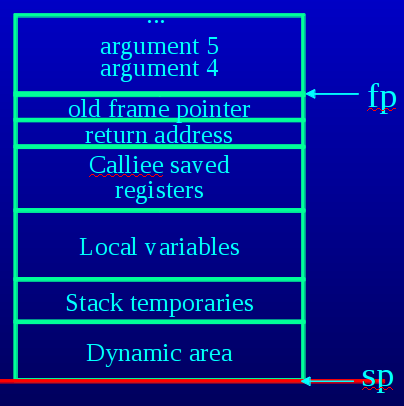 ...
argument 5
argument 4
fp
old frame pointer
return address
Calliee saved
registers
Local variables
Stack temporaries
Dynamic area
sp